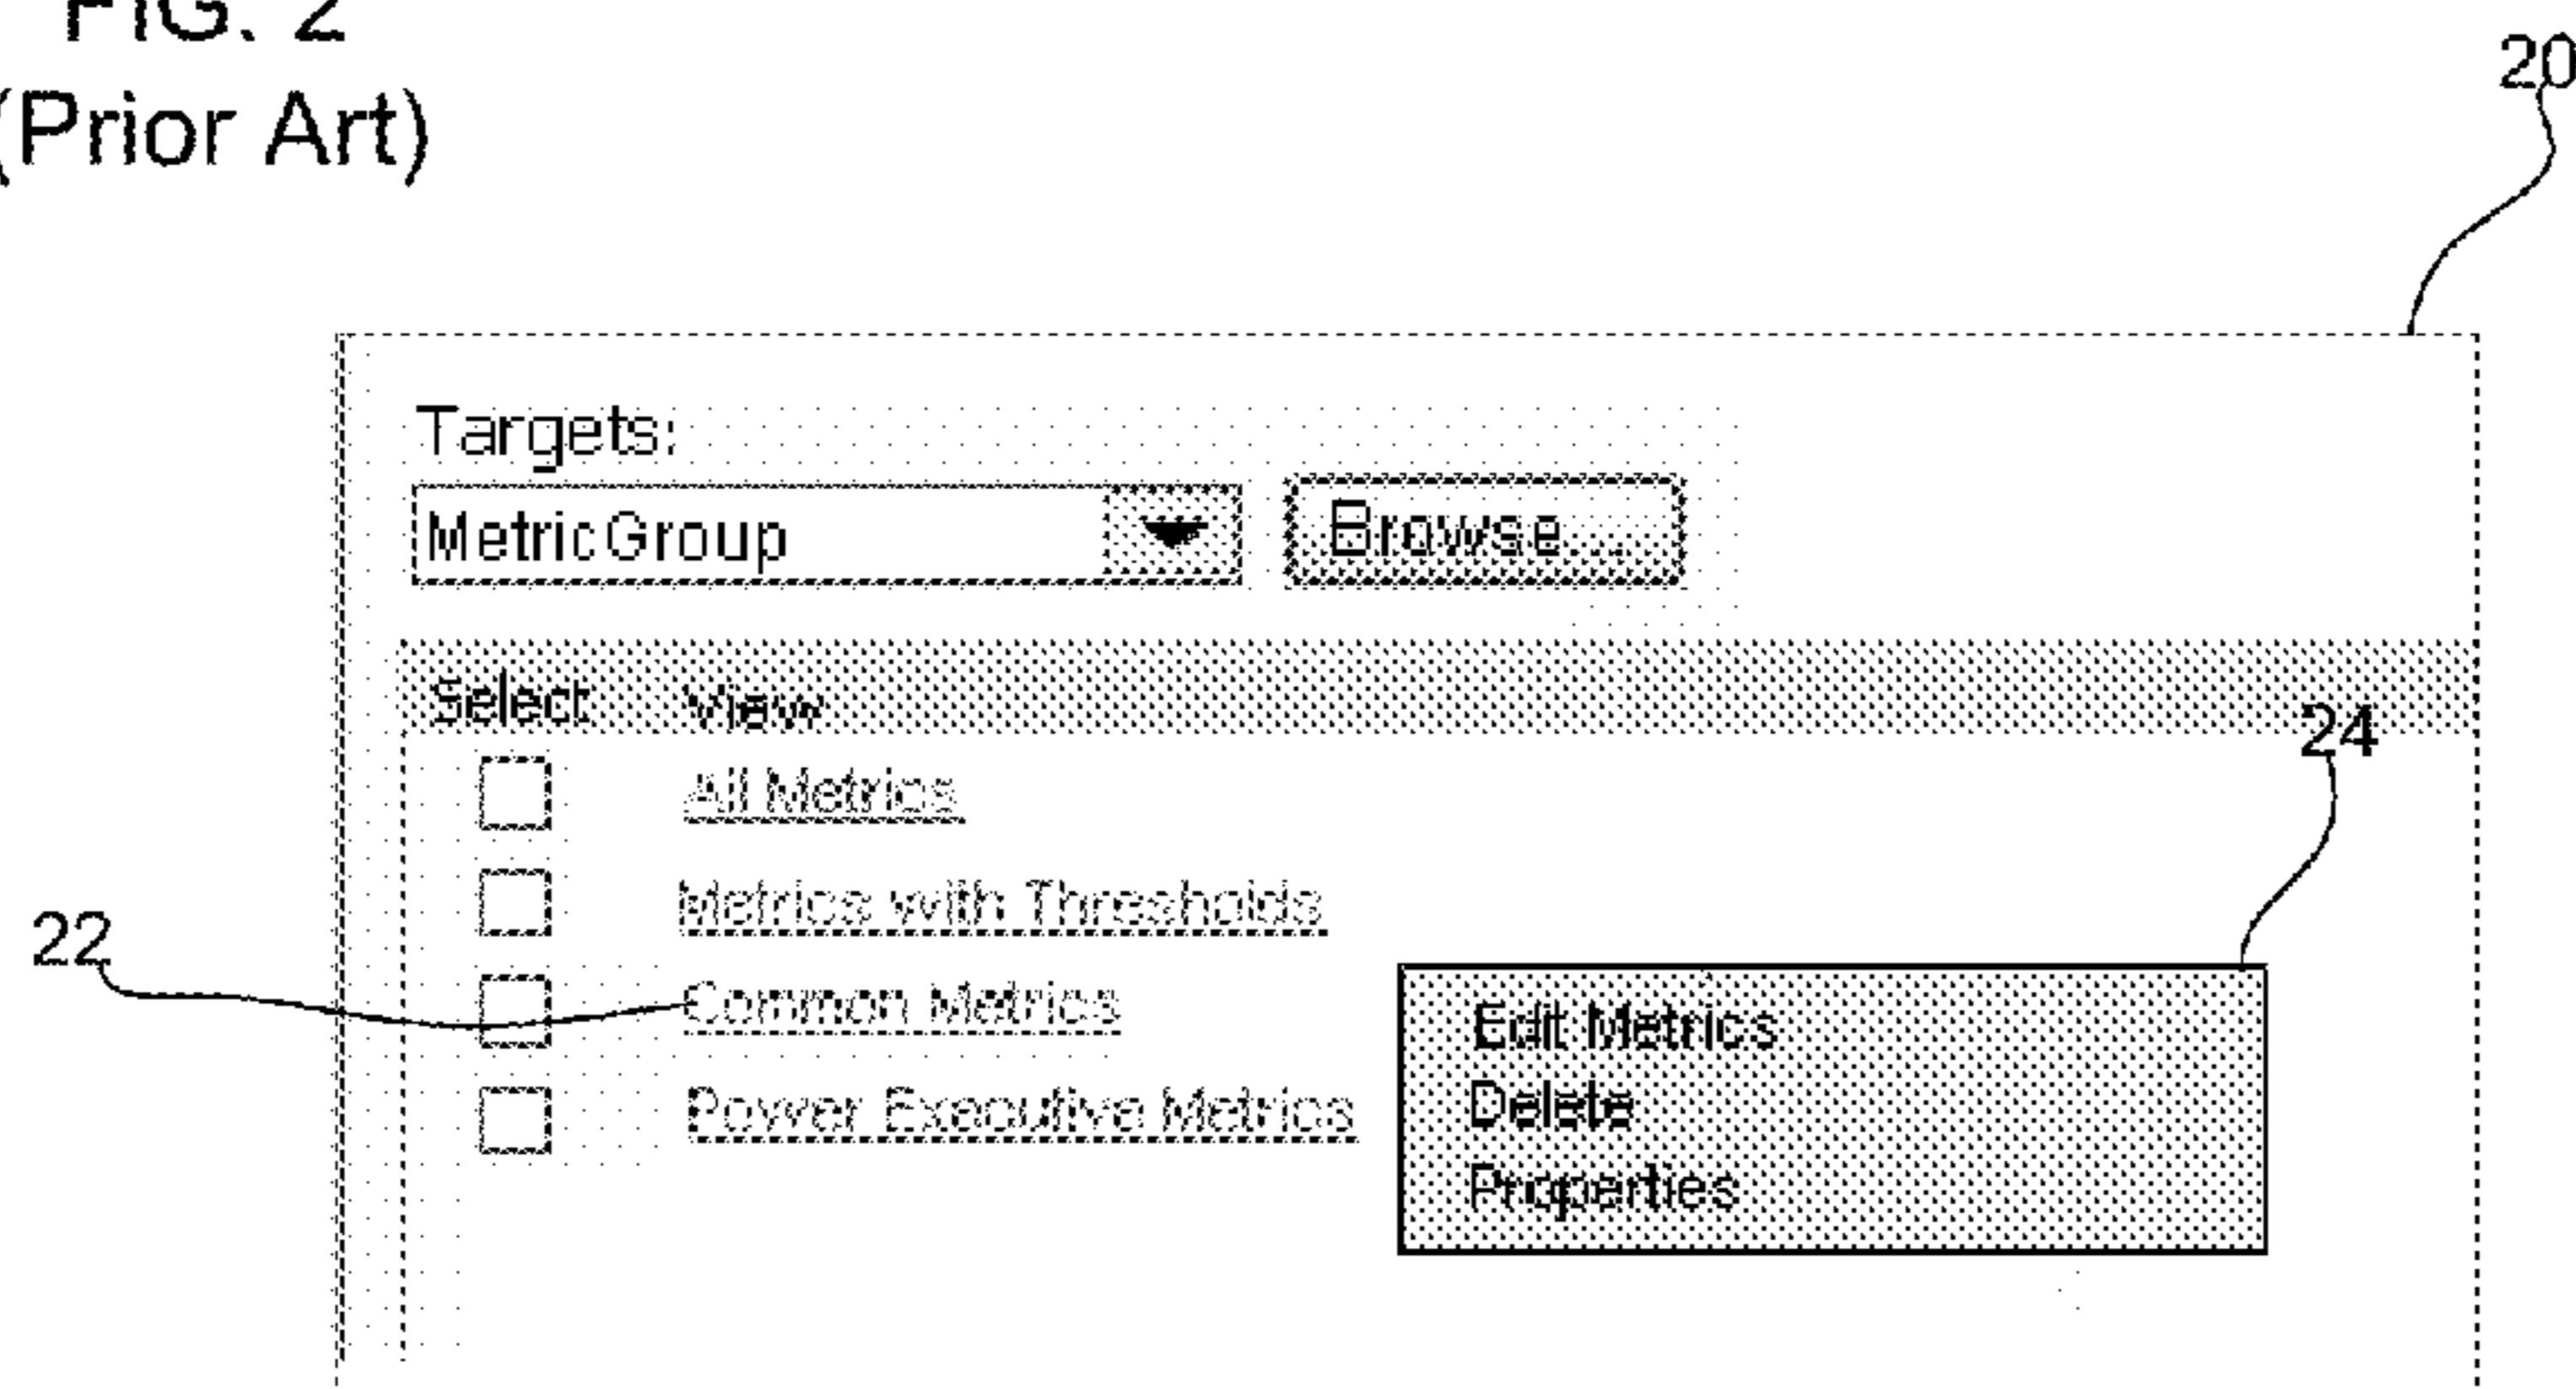 FIG. 2
(Prior Art)
20
Targets:
MetricGroup Browse...
Select View
24
All Metrics
Metrics with Thresholds
22
Common Metrics
Edit Metrics
Power Executive Metrics
Delete
Properties